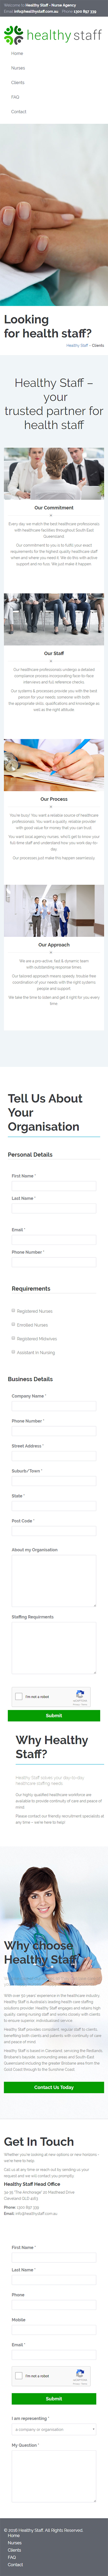 Welcome to Healthy Staff - Nurse Agency
Email info@healthystaff.com.au Phone 1300 897 339
healthy staff
Home
Nurses
Clients
FAQ
Contact
Looking
for health staff?
Healthy Staff - Clients
Healthy Staff –
your
trusted partner for
health staff
Our Commitment
Every day we match the best healthcare professionals
with healthcare facilities throughout South East
Queensland.
Our commitment to you is to fulfil your exact
requirements for the highest quality healthcare staff
when and where you need it. We do this with active
support and no fuss. We just make it happen!
Our Staff
Our healthcare professionals undergo a detailed
compliance process incorporating face-to-face
interviews and full reference checks.
Our systems & processes provide you with the best
person for your needs, someone with both
the appropriate skills, qualifications and knowledge as
well as the right attitude.
Our Process
You're busy! You want a reliable source of healthcare
professionals. You want a quality, reliable provider
with great value for money that you can trust.
You want a nursing agency nurses, who'll get to know your
full-time staff and understand how you work day-to-
day.
Our processes just make this happen seamlessly.
Our Approach
We are a pro-active, fast & dynamic team
with outstanding response times.
Our tailored approach means speedy, trouble free
coordination of your needs with the right systems
people and support.
We take the time to listen and get it right for you every
time.
Tell Us About
Your
Organisation
Personal Details
First Name *
Last Name *
Email *
Phone Number *
Requirements
Registered Nurses
Enrolled Nurses
Registered Midwives
Assistant in Nursing
Business Details
Company Name *
Phone Number *
Street Address *
Suburb/Town *
State *
Post Code *
About my Organisation
Staffing Requirements
I'm not a robot
reCAPTCHA
Privacy - Terms
Submit
Why Healthy
Staff?
Healthy Staff takes your day-to-day
healthcare staffing needs
Our highly qualified healthcare workforce are
available to provide outstanding care and peace of
mind.
Please contact our friendly recruitment specialists at
any time – we're here to help!
Why choose
Healthy Staff?
With over 50 years' experience in the healthcare industry,
Healthy Staff is Australia's leading health care staffing
solutions provider. Healthy Staff engages and retains high
quality, caring nursing staff and carers closely with clients
to ensure superior, individualised service.
Healthy Staff provides consistent, regular staff to clients,
benefiting both clients and patients with continuity of care
and peace of mind.
Healthy Staff is based in Cleveland, servicing the Redlands,
Brisbane's bayside, surrounding areas and South East of
Queensland including the greater Brisbane area from the
Gold Coast through to the Sunshine Coast.
Contact Us Today
Get In Touch
Whether you're looking at new options or new members -
we're here to help.
Call us at any time or send us through your staffing
request and we will contact you promptly.
Healthy Staff Head Office
Cleveland QLD 4163
Phone: 1300 897 339
Email: info@healthystaff.com.au
First Name *
Last Name *
Phone
Mobile
Email *
I'm not a robot
reCAPTCHA
Privacy - Terms
Submit
I am representing *
a company or organisation
My Question *
© 2016 Healthy Staff. All Rights Reserved.
Home
Nurses
Clients
FAQ
Contact